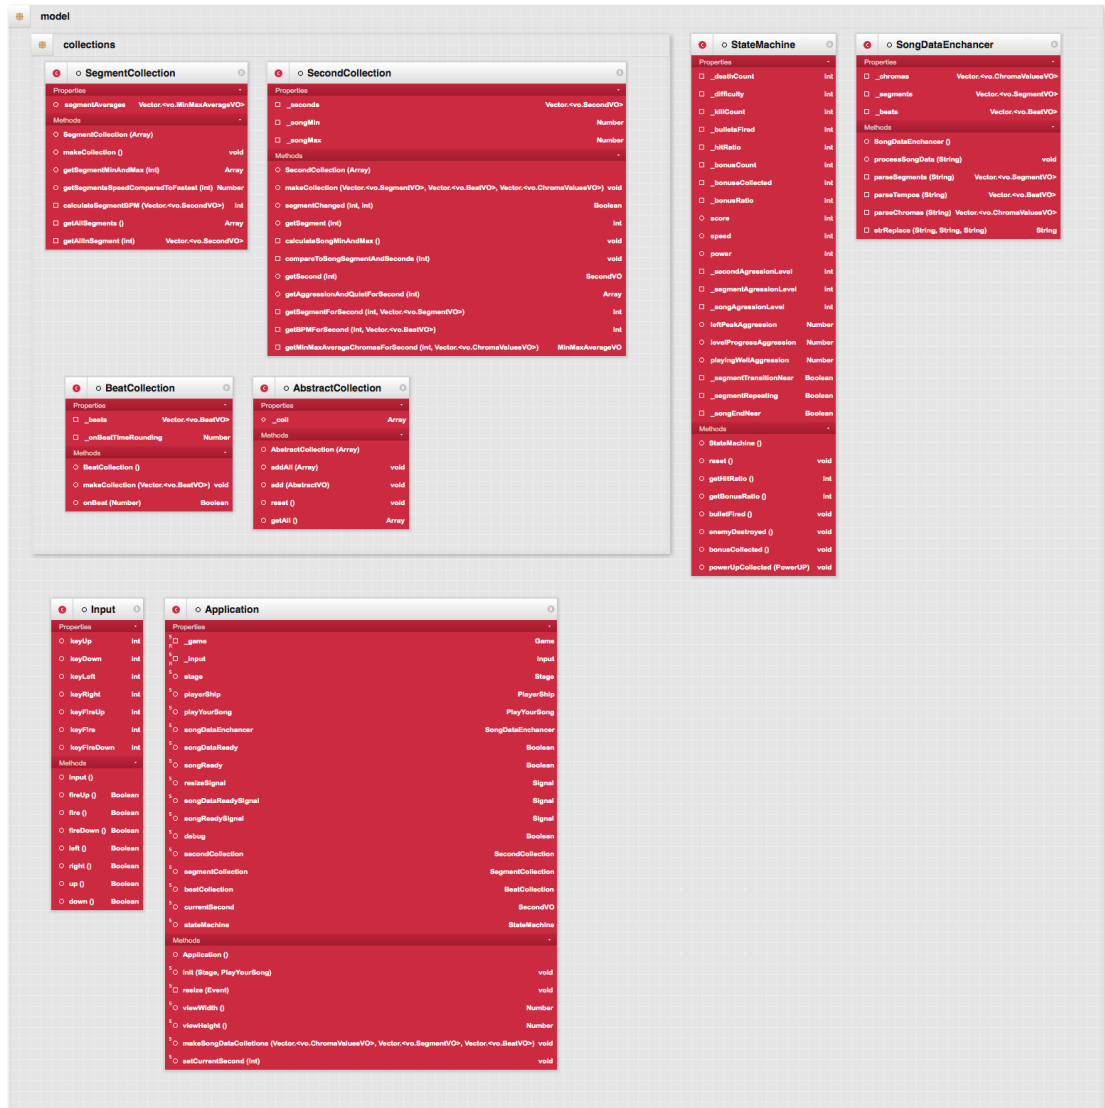 model
collections
SegmentCollection
Properties
segmentAverages Vector.<vo.MinMaxAverageVO>
Methods
SegmentCollection (Array)
makeCollection () void
getSegmentMinAndMax (int) Array
getSegmentsSpeedComparedToFastest (int) Number
calculateSegmentBPM (Vector.<vo.SecondVO>) int
getAllSegments () Array
getAllInSegment (int) Vector.<vo.SecondVO>
SecondCollection
Properties
_seconds Vector.<vo.SecondVO>
_songMin Number
_songMax Number
Methods
SecondCollection (Array)
makeCollection (Vector.<vo.SegmentVO>, Vector.<vo.BeatVO>, Vector.<vo.ChromaValuesVO>) void
segmentChanged (int, int) Boolean
getSegment (int) int
calculateSongMinAndMax () void
compareToSongSegmentAndSeconds (int) void
getSecond (int) SecondVO
getAggressionAndQuietForSecond (int) Array
getSegmentForSecond (int, Vector.<vo.SegmentVO>) int
getBPMForSecond (int, Vector.<vo.BeatVO>) int
getMinMaxAverageChromasForSecond (int, Vector.<vo.ChromaValuesVO>) MinMaxAverageVO
BeatCollection
Properties
_beats Vector.<vo.BeatVO>
_onBeatTimeRounding Number
Methods
BeatCollection ()
makeCollection (Vector.<vo.BeatVO>) void
onBeat (Number) Boolean
AbstractCollection
Properties
_coll Array
Methods
AbstractCollection (Array)
addAll (Array) void
add (AbstractVO) void
reset () void
getAll () Array
StateMachine
Properties
_deathCount int
_difficulty int
_killCount int
_bulletsFired int
_hitRatio int
_bonusCount int
_bonuseCollected int
_bonusRatio int
score int
speed int
power int
_secondAgressionLevel int
_segmentAgressionLevel int
_songAgressionLevel int
leftPeakAggression Number
levelProgressAggression Number
playingWellAggression Number
_segmentTransitionNear Boolean
_segmentRepeating Boolean
_songEndNear Boolean
Methods
StateMachine ()
reset () void
getHitRatio () int
getBonusRatio () int
bulletFired () void
enemyDestroyed () void
bonusCollected () void
powerUpCollected (PowerUP) void
SongDataEnchancer
Properties
_chromas Vector.<vo.ChromaValuesVO>
_segments Vector.<vo.SegmentVO>
_beats Vector.<vo.BeatVO>
Methods
SongDataEnchancer ()
processSongData (String) void
parseSegments (String) Vector.<vo.SegmentVO>
parseTempos (String) Vector.<vo.BeatVO>
parseChromas (String) Vector.<vo.ChromaValuesVO>
strReplace (String, String, String) String
Input
Properties
keyUp int
keyDown int
keyLeft int
keyRight int
keyFireUp int
keyFire int
keyFireDown int
Methods
Input ()
fireUp () Boolean
fire () Boolean
fireDown () Boolean
left () Boolean
right () Boolean
up () Boolean
down () Boolean
Application
Properties
_game Game
_input Input
stage Stage
playerShip PlayerShip
playYourSong PlayYourSong
songDataEnchancer SongDataEnchancer
songDataReady Boolean
songReady Boolean
resizeSignal Signal
songDataReadySignal Signal
songReadySignal Signal
debug Boolean
secondCollection SecondCollection
segmentCollection SegmentCollection
beatCollection BeatCollection
currentSecond SecondVO
stateMachine StateMachine
Methods
Application ()
init (Stage, PlayYourSong) void
resize (Event) void
viewWidth () Number
viewHeight () Number
makeSongDataColletions (Vector.<vo.ChromaValuesVO>, Vector.<vo.SegmentVO>, Vector.<vo.BeatVO>) void
setCurrentSecond (int) void